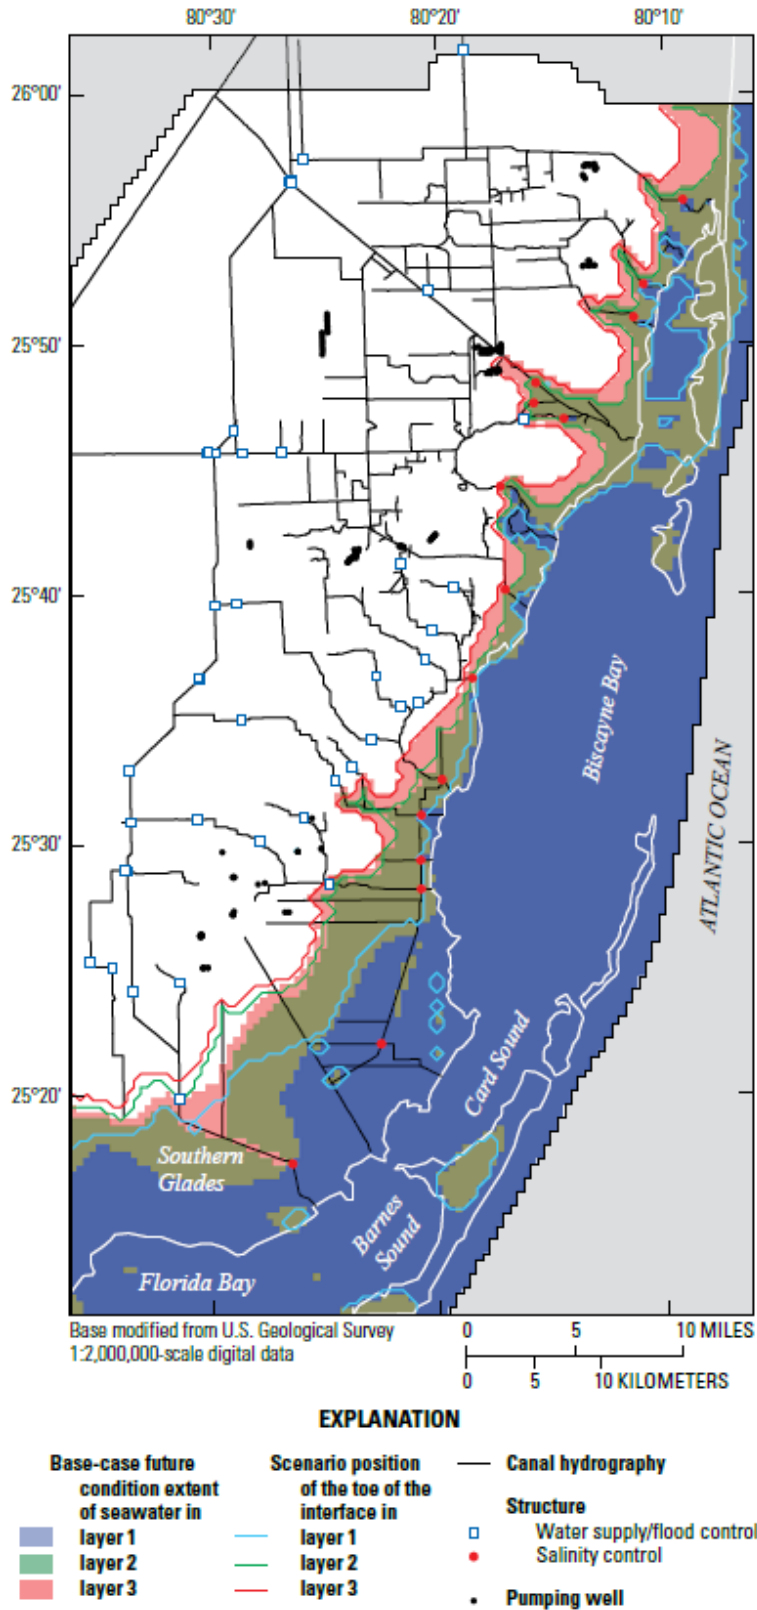 80°30' 80°20' 80°10'
26°00'
25°50'
25°40'
25°30'
25°20'
Biscayne Bay
ATLANTIC OCEAN
Card Sound
Southern
Glades
Barnes
Sound
Florida Bay
Base modified from U.S. Geological Survey
1:2,000,000-scale digital data
0 5 10 MILES
0 5 10 KILOMETERS
EXPLANATION
Base-case future
condition extent
of seawater in
layer 1
layer 2
layer 3
Scenario position
of the toe of the
interface in
layer 1
layer 2
layer 3
Canal hydrography
Structure
Water supply/flood control
Salinity control
Pumping well